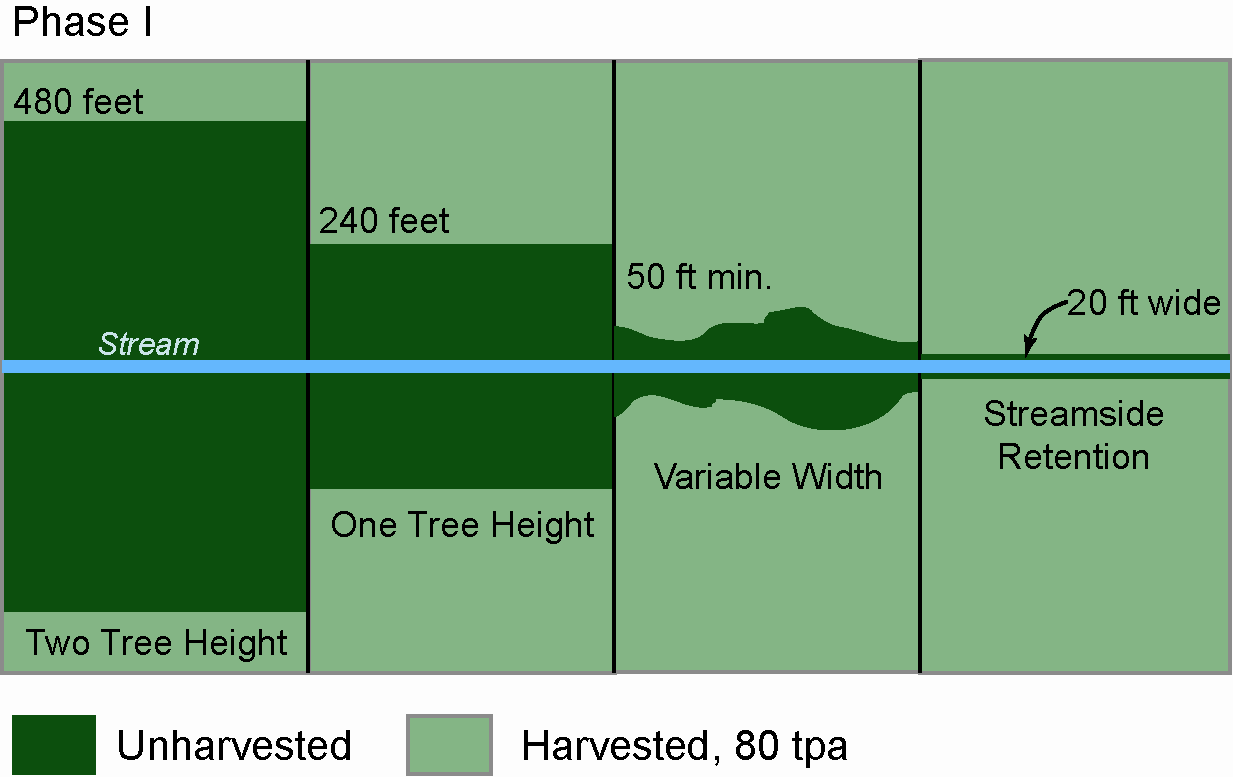 Phase I
480 feet
240 feet
50 ft min.
20 ft wide
Stream
Streamside
Retention
Variable Width
One Tree Height
Two Tree Height
Unharvested
Harvested, 80 tpa